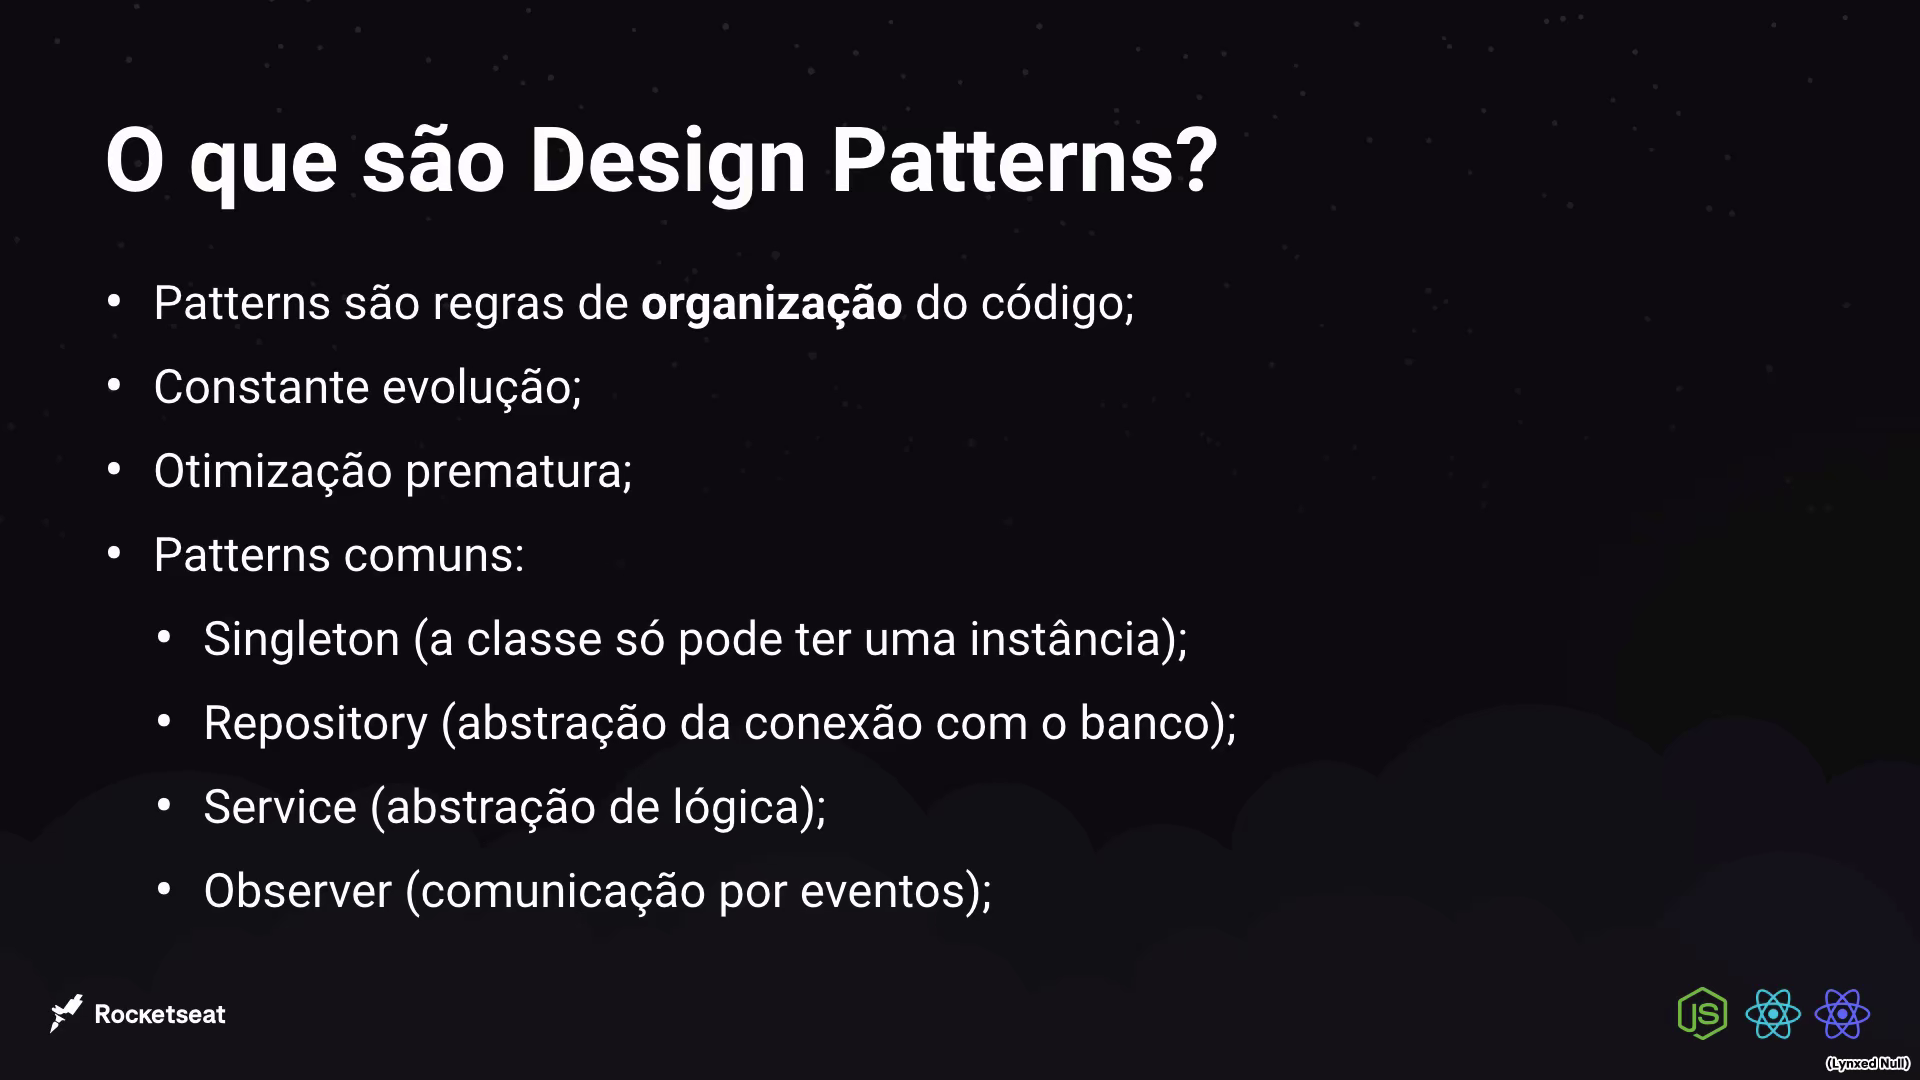 O que são Design Patterns?
• Patterns são regras de organização do código;
• Constante evolução;
• Otimização prematura;
• Patterns comuns:
• Singleton (a classe só pode ter uma instância);
• Repository (abstração da conexão com o banco);
• Service (abstração de lógica);
• Observer (comunicação por eventos);
Rocketseat
JS
(Lynxed Null)